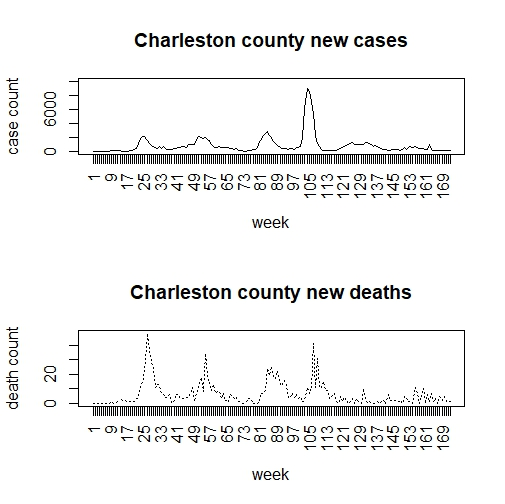 Charleston county new cases
case count
6000
0
1 9 17 25 33 41 49 57 65 73 81 89 97 105 113 121 129 137 145 153 161 169
week
Charleston county new deaths
death count
20
0
1 9 17 25 33 41 49 57 65 73 81 89 97 105 113 121 129 137 145 153 161 169
week